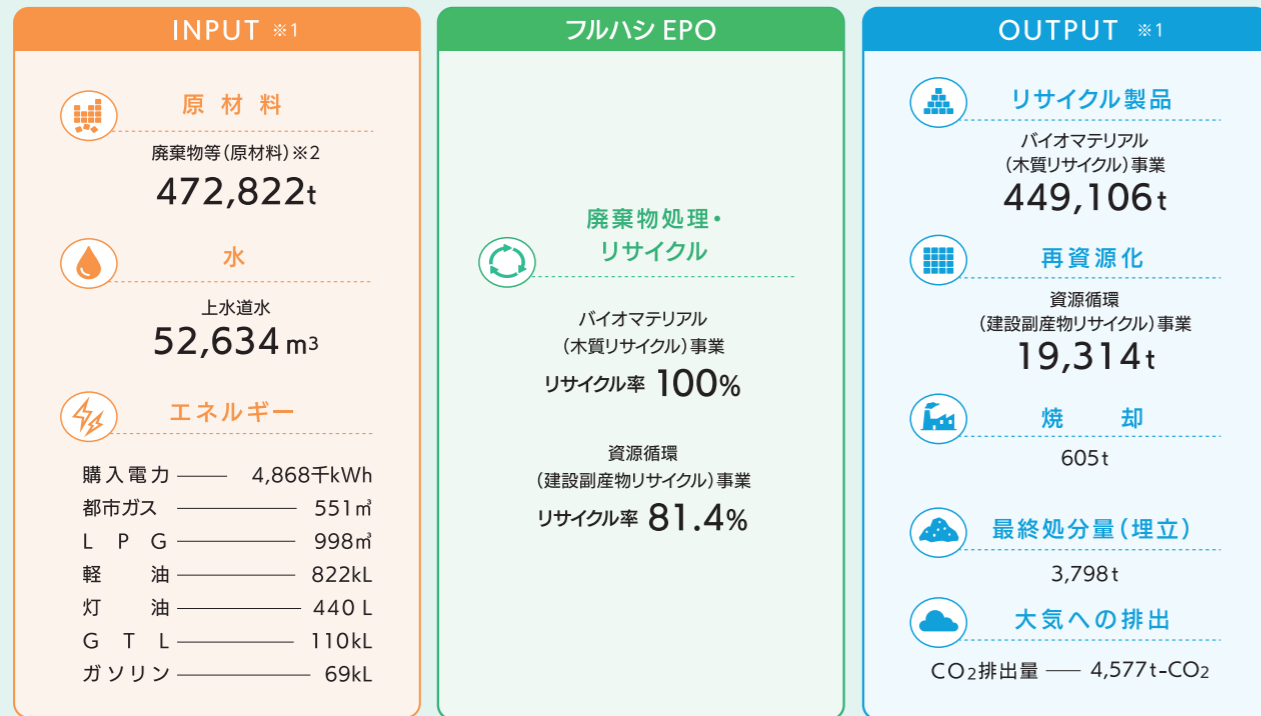 INPUT ※1
原材料
廃棄物等(原材料)※2
472,822t
水
上水道水
52,634m3
エネルギー
購入電力 4,868千kWh
都市ガス 551㎥
LPG 998㎥
軽油 822kL
灯油 440L
GTL 110kL
ガソリン 69kL
フルハシEPO
廃棄物処理・
リサイクル
バイオマテリアル
(木質リサイクル)事業
リサイクル率 100%
資源循環
(建設副産物リサイクル)事業
リサイクル率 81.4%
OUTPUT ※1
リサイクル製品
バイオマテリアル
(木質リサイクル)事業
449,106t
再資源化
資源循環
(建設副産物リサイクル)事業
19,314t
焼却
605t
最終処分量(埋立)
3,798t
大気への排出
CO2排出量 4,577t-CO2